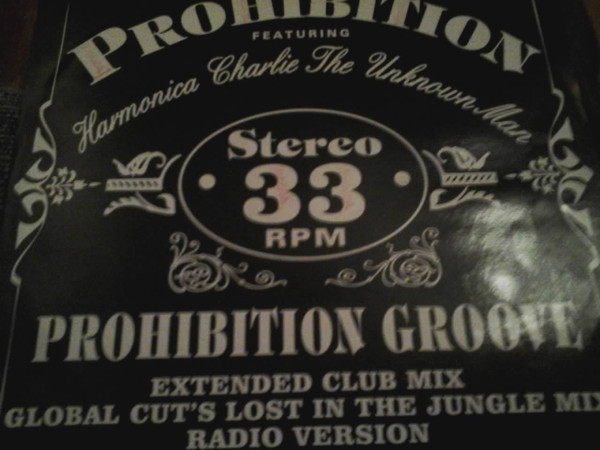 PROHIBITION
FEATURING
Harmonica Charlie The Unknown Man
Stereo
33
RPM
PROHIBITION GROOVE
EXTENDED CLUB MIX
GLOBAL CUT'S LOST IN THE JUNGLE MIX
RADIO VERSION